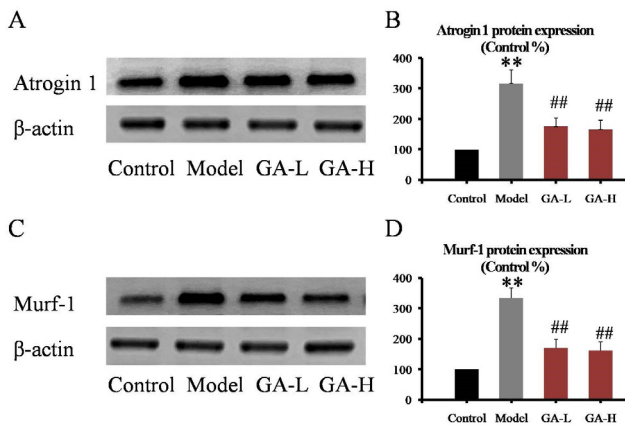 A
Atrogin 1
β-actin
Control Model GA-L GA-H
B
Atrogin 1 protein expression
(Control %)
400
300
200
100
0
**
##
##
Control Model GA-L GA-H
C
Murf-1
β-actin
Control Model GA-L GA-H
D
Murf-1 protein expression
(Control %)
400
300
200
100
0
**
##
##
Control Model GA-L GA-H